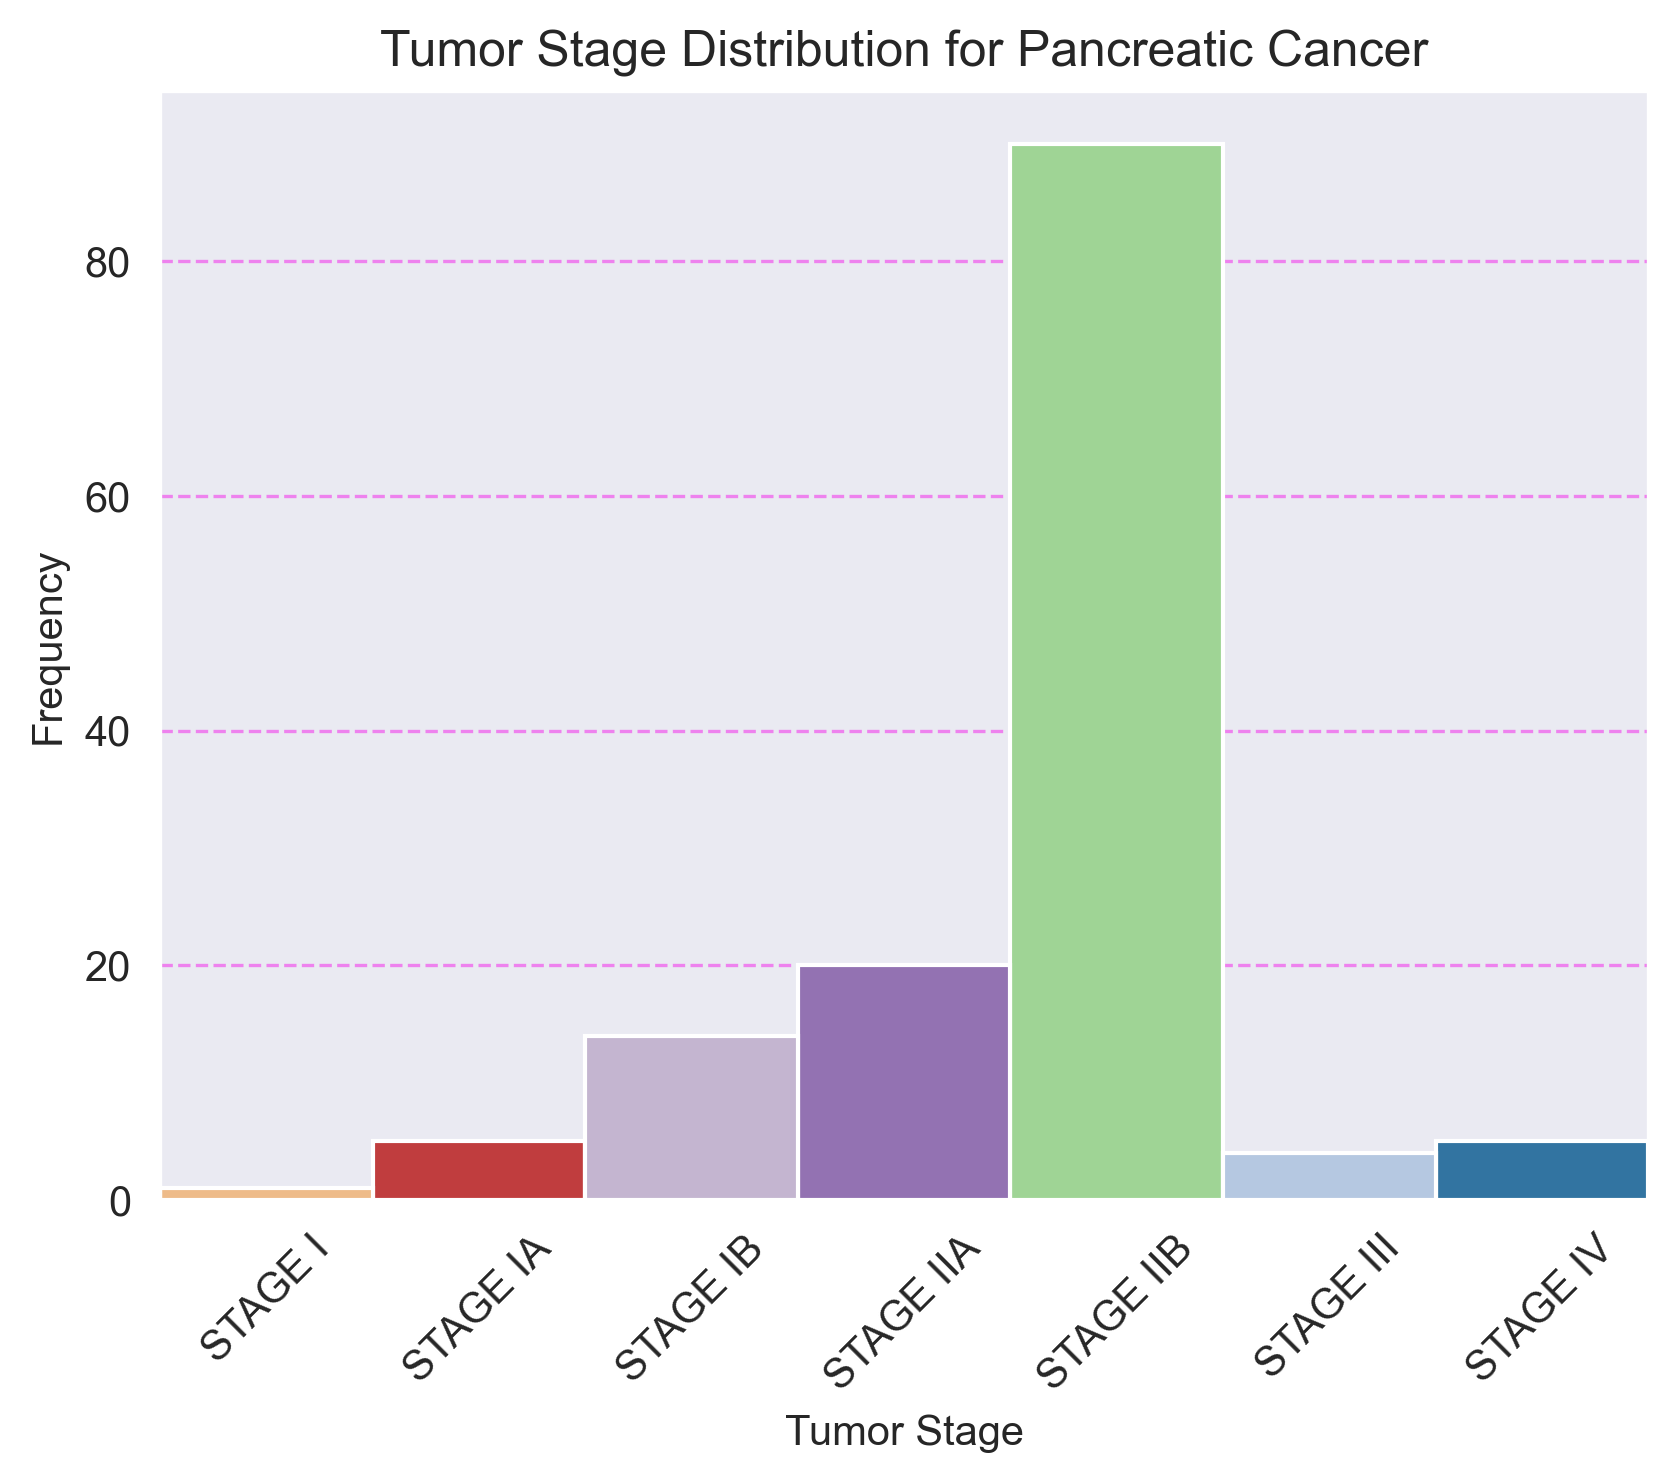 Tumor Stage Distribution for Pancreatic Cancer
Frequency
80
60
40
20
0
STAGE I
STAGE IA
STAGE IB
STAGE IIA
STAGE IIB
STAGE III
STAGE IV
Tumor Stage